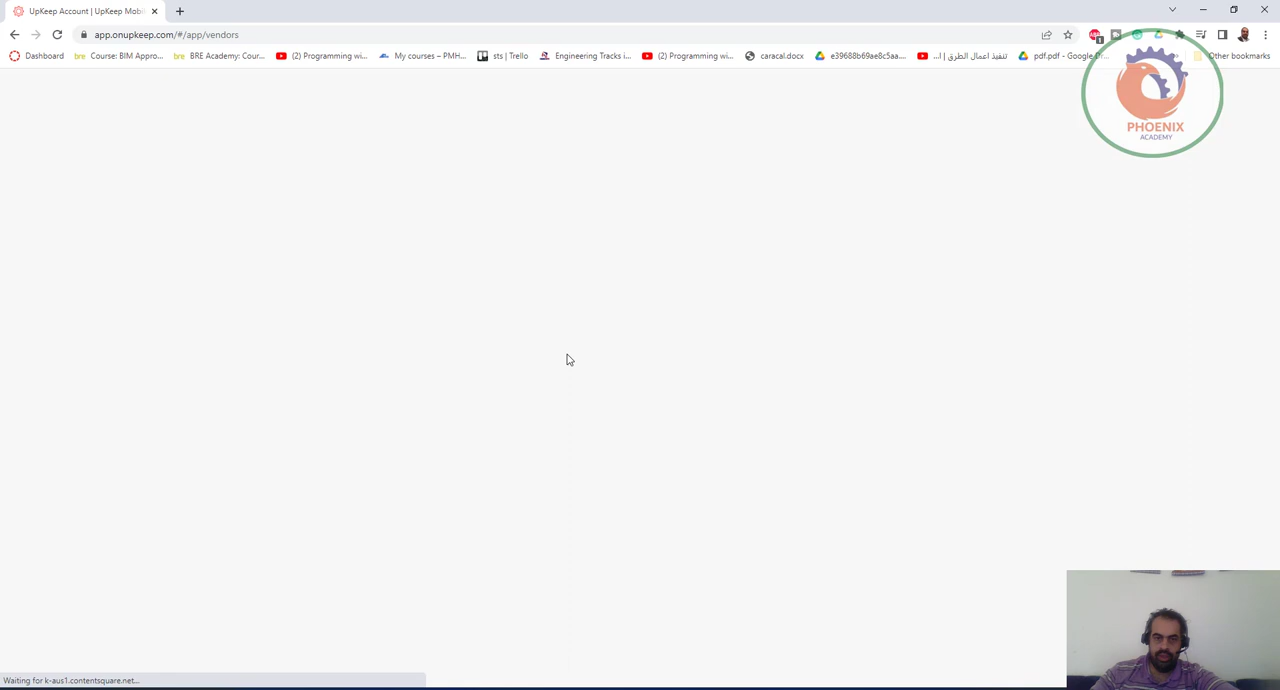 UpKeep Account | UpKeep Mobi
app.onupkeep.com/#/app/vendors
Dashboard
Course: BIM Appro...
BRE Academy: Cour...
(2) Programming wi...
My courses – PMH...
sts | Trello
Engineering Tracks i...
(2) Programming wi...
caracal.docx
e39688b69ae8c5aa....
تنفيذ اعمال الطرق | ا...
pdf.pdf - Google Dr...
Other bookmarks
PHOENIX
ACADEMY
Waiting for k-aus1.contentsquare.net...